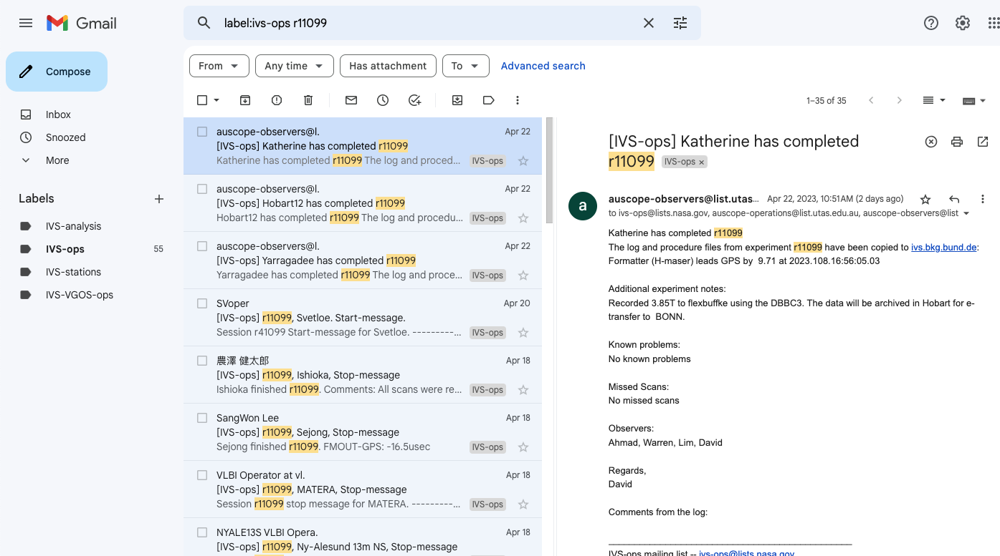 Gmail
label:ivs-ops r11099
Compose
Inbox
Snoozed
More
Labels
IVS-analysis
IVS-ops 55
IVS-stations
IVS-VGOS-ops
From
Any time
Has attachment
To
Advanced search
1–35 of 35
auscope-observers@l. Apr 22
[IVS-ops] Katherine has completed r11099
Katherine has completed r11099 The log and proced... IVS-ops
auscope-observers@l. Apr 22
[IVS-ops] Hobart12 has completed r11099
Hobart12 has completed r11099 The log and procedu... IVS-ops
auscope-observers@l. Apr 22
[IVS-ops] Yarragadee has completed r11099
Yarragadee has completed r11099 The log and proce... IVS-ops
SVoper Apr 20
[IVS-ops] r11099, Svetloe. Start-message.
Session r41099 Start-message for Svetloe. ---------... IVS-ops
農澤 健太郎 Apr 18
[IVS-ops] r11099, Ishioka, Stop-message
Ishioka finished r11099. Comments: All scans were re... IVS-ops
SangWon Lee Apr 18
[IVS-ops] r11099, Sejong, Stop-message
Sejong finished r11099. FMOUT-GPS: -16.5usec IVS-ops
VLBI Operator at vl. Apr 18
[IVS-ops] r11099, MATERA, Stop-message
Session r11099 stop message for MATERA. ---------... IVS-ops
NYALE13S VLBI Opera. Apr 18
[IVS-ops] r11099, Ny-Alesund 13m NS, Stop-message
[IVS-ops] Katherine has completed
r11099 IVS-ops ×
a
auscope-observers@list.utas... Apr 22, 2023, 10:51AM (2 days ago)
to ivs-ops@lists.nasa.gov, auscope-operations@list.utas.edu.au, auscope-observers@list
Katherine has completed r11099
The log and procedure files from experiment r11099 have been copied to ivs.bkg.bund.de:
Formatter (H-maser) leads GPS by 9.71 at 2023.108.16:56:05.03
Additional experiment notes:
Recorded 3.85T to flexbuffke using the DBBC3. The data will be archived in Hobart for e-
transfer to BONN.
Known problems:
No known problems
Missed Scans:
No missed scans
Observers:
Ahmad, Warren, Lim, David
Regards,
David
Comments from the log:
IVS-ops mailing list -- ivs-ops@lists.nasa.gov